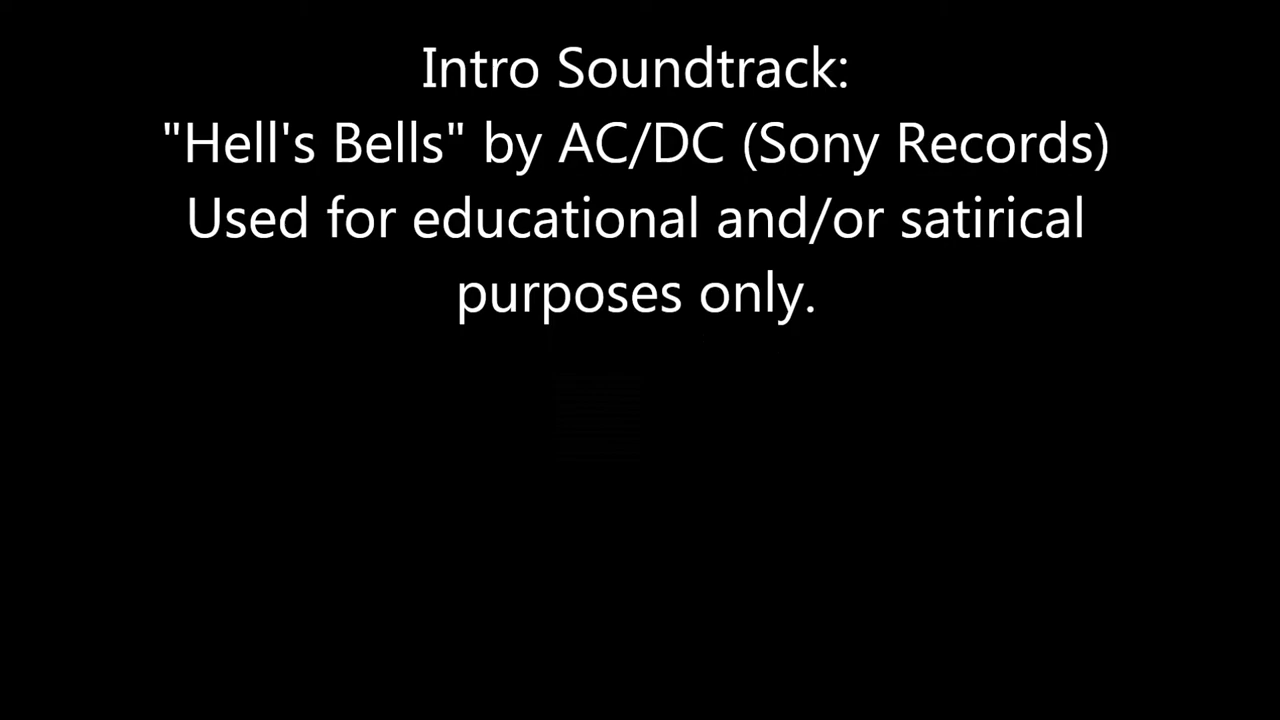 Intro Soundtrack:
"Hell's Bells" by AC/DC (Sony Records)
Used for educational and/or satirical
purposes only.